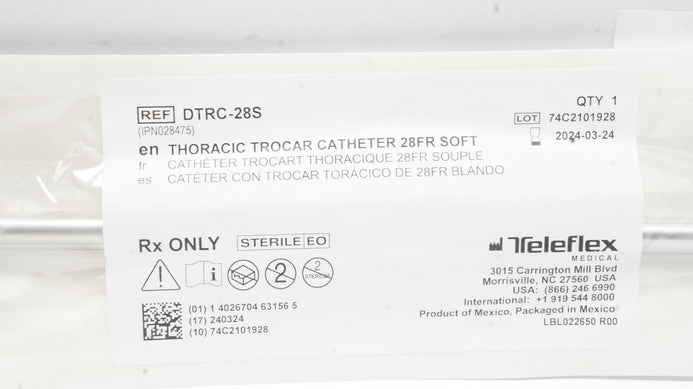 REF DTRC-28S
(IPN028475)
QTY 1
LOT 74C2101928
2024-03-24
en THORACIC TROCAR CATHETER 28FR SOFT
fr CATHÉTER TROCART THORACIQUE 28FR SOUPLE
es CATÉTER CON TROCAR TORÁCICO DE 28FR BLANDO
Rx ONLY STERILE EO
2 2 STERILIZE
(01) 1 4026704 63156 5
(17) 240324
(10) 74C2101928
Teleflex
MEDICAL
3015 Carrington Mill Blvd
Morrisville, NC 27560 USA
USA: (866) 246 6990
International: +1 919 544 8000
Product of Mexico, Packaged in Mexico
LBL022650 R00